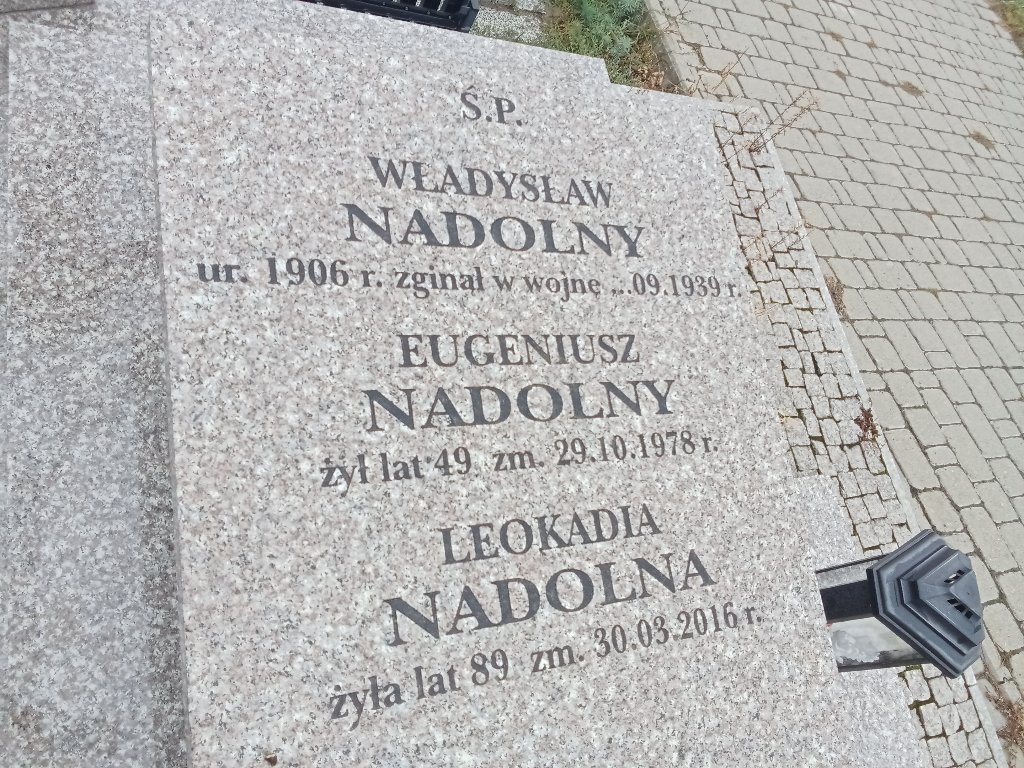 Ś.P.
WŁADYSŁAW
NADOLNY
ur. 1906 r. zginał w wojnę ...09.1939 r.
EUGENIUSZ
NADOLNY
żył lat 49 zm. 29.10.1978 r.
LEOKADIA
NADOLNA
żyła lat 89 zm. 30.03.2016 r.